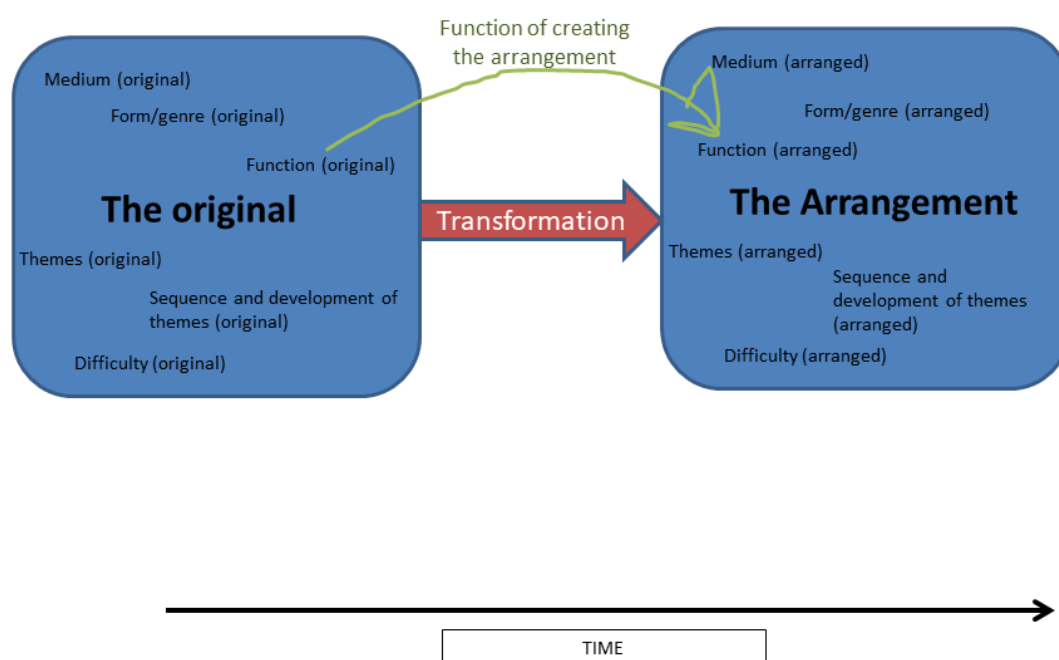 Function of creating
the arrangement
Medium (original)
Form/genre (original)
Function (original)
The original
Themes (original)
Sequence and development of
themes (original)
Difficulty (original)
Transformation
Medium (arranged)
Form/genre (arranged)
Function (arranged)
The Arrangement
Themes (arranged)
Sequence and
development of themes
(arranged)
Difficulty (arranged)
TIME